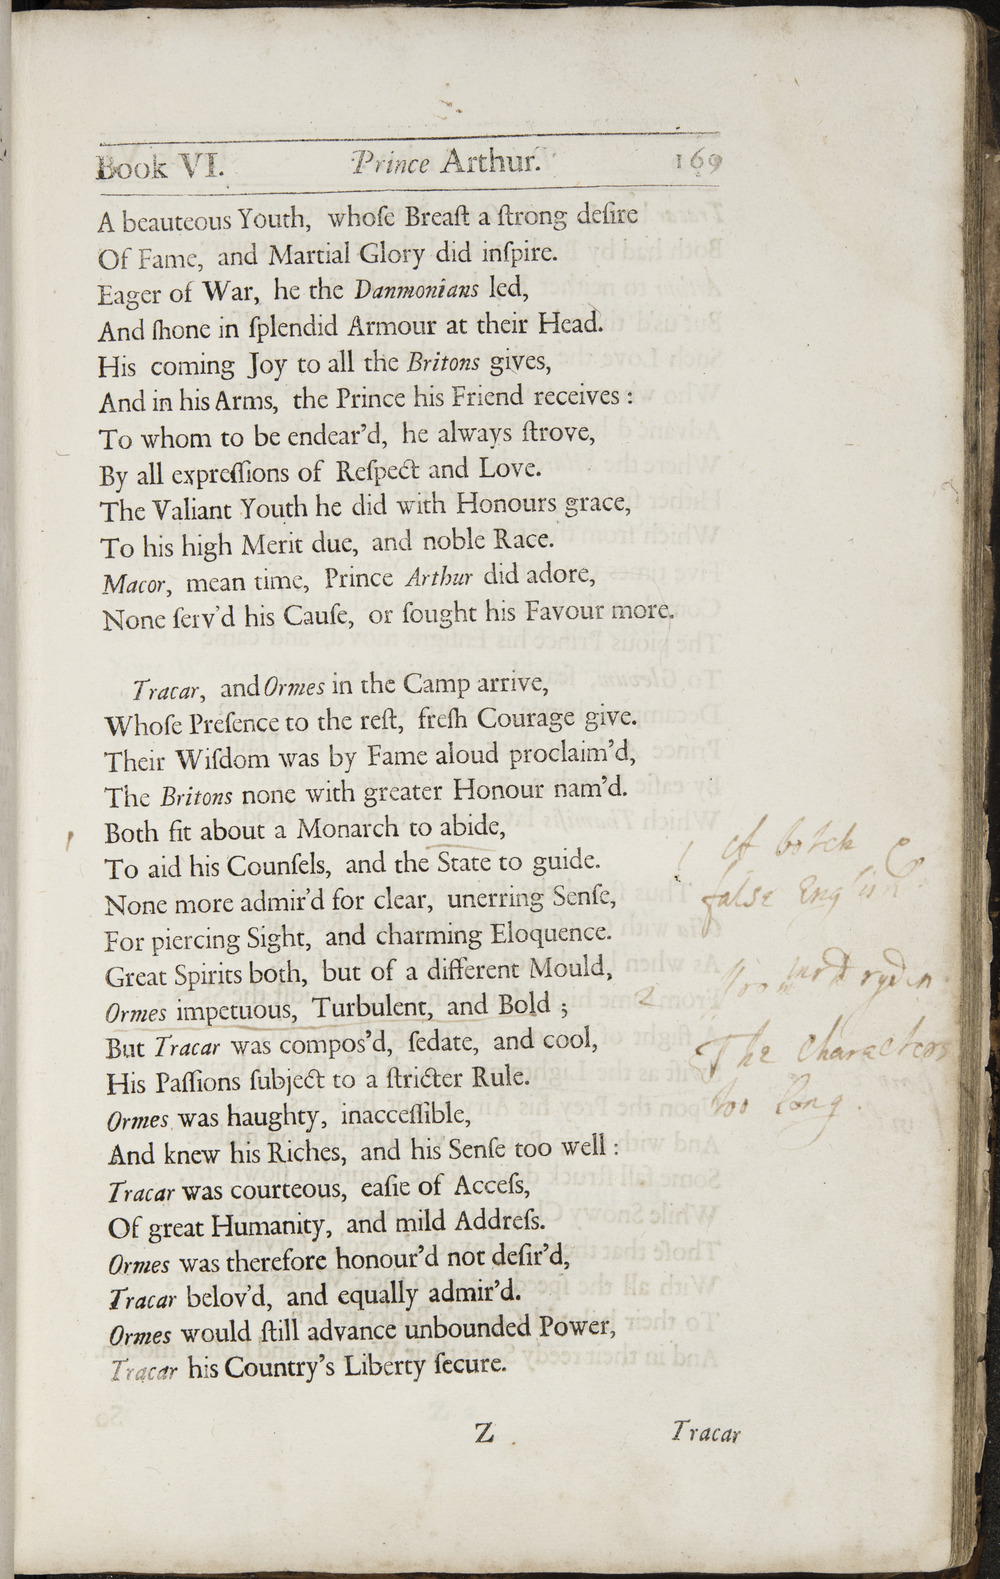 Book VI. Prince Arthur. 169
A beauteous Youth, whoſe Breaſt a ſtrong deſire
Of Fame, and Martial Glory did inſpire.
Eager of War, he the Danmonians led,
And ſhone in ſplendid Armour at their Head.
His coming Joy to all the Britons gives,
And in his Arms, the Prince his Friend receives :
To whom to be endear'd, he always ſtrove,
By all expreſſions of Reſpect and Love.
The Valiant Youth he did with Honours grace,
To his high Merit due, and noble Race.
Macor, mean time, Prince Arthur did adore,
None ſerv'd his Cauſe, or ſought his Favour more.
Tracar, and Ormes in the Camp arrive,
Whoſe Preſence to the reſt, freſh Courage give.
Their Wiſdom was by Fame aloud proclaim'd,
The Britons none with greater Honour nam'd.
Both fit about a Monarch to abide,
To aid his Counſels, and the State to guide.
None more admir'd for clear, unerring Senſe,
For piercing Sight, and charming Eloquence.
Great Spirits both, but of a different Mould,
Ormes impetuous, Turbulent, and Bold ;
But Tracar was compos'd, ſedate, and cool,
His Paſſions ſubject to a ſtricter Rule.
Ormes was haughty, inacceſſible,
And knew his Riches, and his Senſe too well :
Tracar was courteous, eaſie of Acceſs,
Of great Humanity, and mild Addreſs.
Ormes was therefore honour'd not deſir'd,
Tracar belov'd, and equally admir'd.
Ormes would ſtill advance unbounded Power,
Tracar his Country's Liberty ſecure.
Z Tracar
A botch &
false English
from mr dryden
The characters
too long.